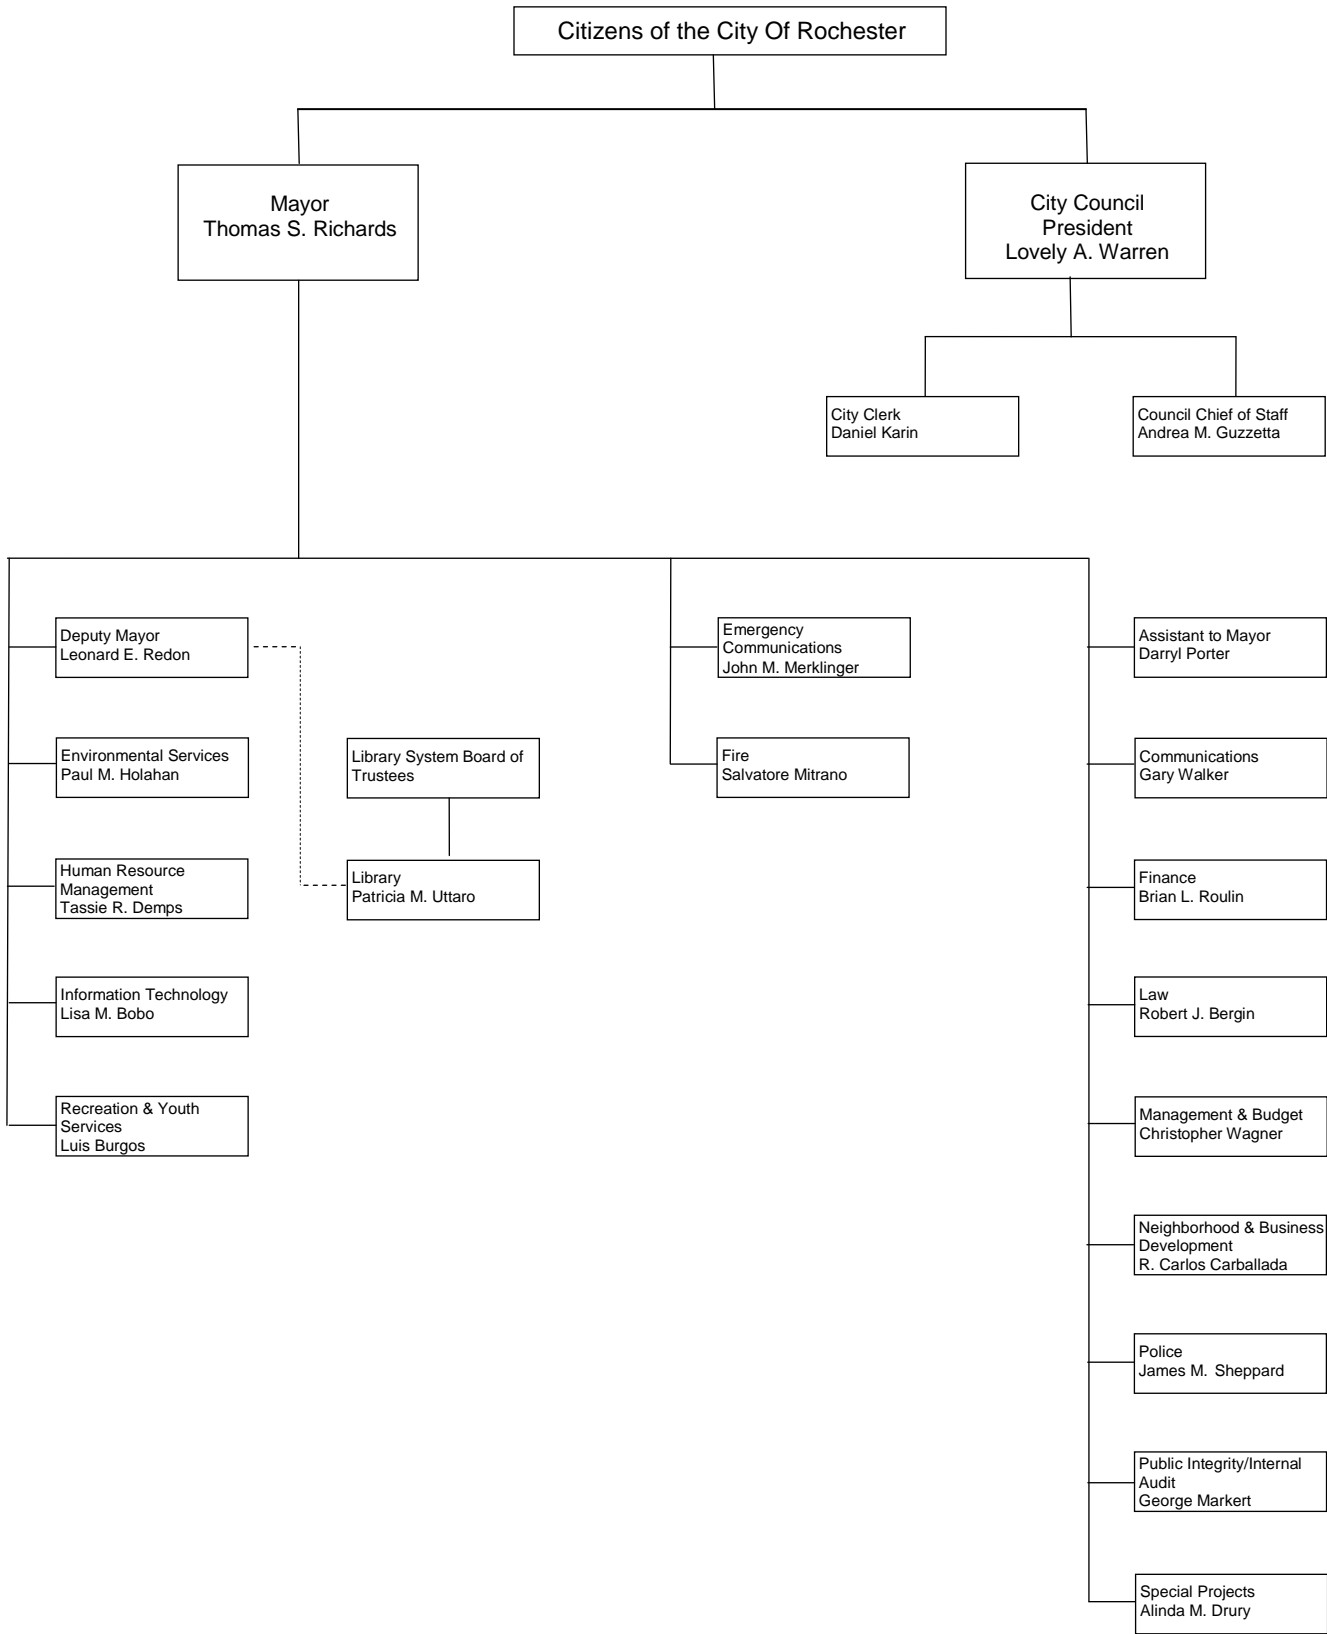 Citizens of the City Of Rochester
Mayor
Thomas S. Richards
City Council
President
Lovely A. Warren
City Clerk
Daniel Karin
Council Chief of Staff
Andrea M. Guzzetta
Deputy Mayor
Leonard E. Redon
Environmental Services
Paul M. Holahan
Human Resource
Management
Tassie R. Demps
Information Technology
Lisa M. Bobo
Recreation & Youth
Services
Luis Burgos
Library System Board of
Trustees
Library
Patricia M. Uttaro
Emergency
Communications
John M. Merklinger
Fire
Salvatore Mitrano
Assistant to Mayor
Darryl Porter
Communications
Gary Walker
Finance
Brian L. Roulin
Law
Robert J. Bergin
Management & Budget
Christopher Wagner
Neighborhood & Business
Development
R. Carlos Carballada
Police
James M. Sheppard
Public Integrity/Internal
Audit
George Markert
Special Projects
Alinda M. Drury